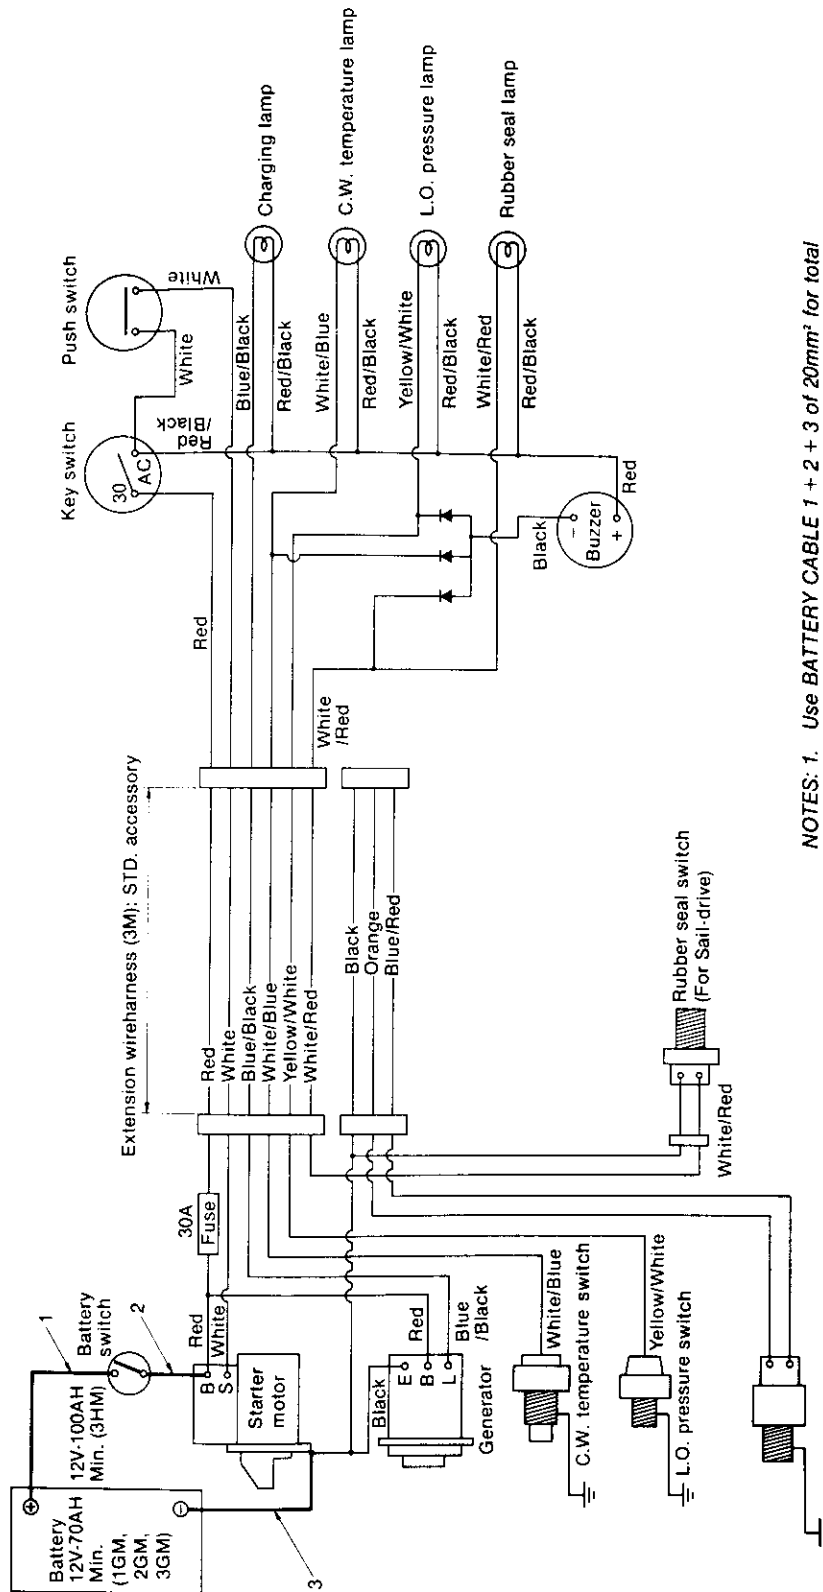 Push switch
Key switch
White
White
30
AC
Red
/Black
Charging lamp
C.W. temperature lamp
L.O. pressure lamp
Rubber seal lamp
Blue/Black
Red/Black
White/Blue
Red/Black
Yellow/White
Red/Black
White/Red
Red/Black
Red
Black
−
Buzzer
+
Red
White
/Red
Extension wireharness (3M): STD. accessory
Red
White
Blue/Black
White/Blue
Yellow/White
White/Red
Black
Orange
Blue/Red
Rubber seal switch
(For Sail-drive)
White/Red
30A
Fuse
1
Battery
switch
2
Red
White
B
S
Starter
motor
Black
E
B
L
Red
Blue
/Black
Generator
White/Blue
C.W. temperature switch
Yellow/White
L.O. pressure switch
Battery
12V-70AH
Min.
(1GM,
2GM,
3GM)
12V-100AH
Min. (3HM)
+
−
3
NOTES: 1. Use BATTERY CABLE 1 + 2 + 3 of 20mm² for total